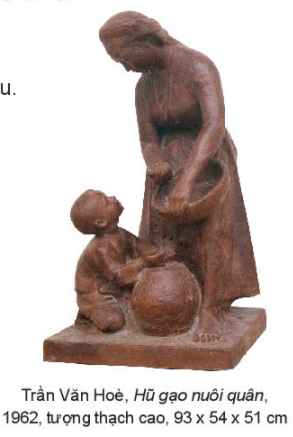 u.
Trần Văn Hoè, Hũ gạo nuôi quân,
1962, tượng thạch cao, 93 x 54 x 51 cm